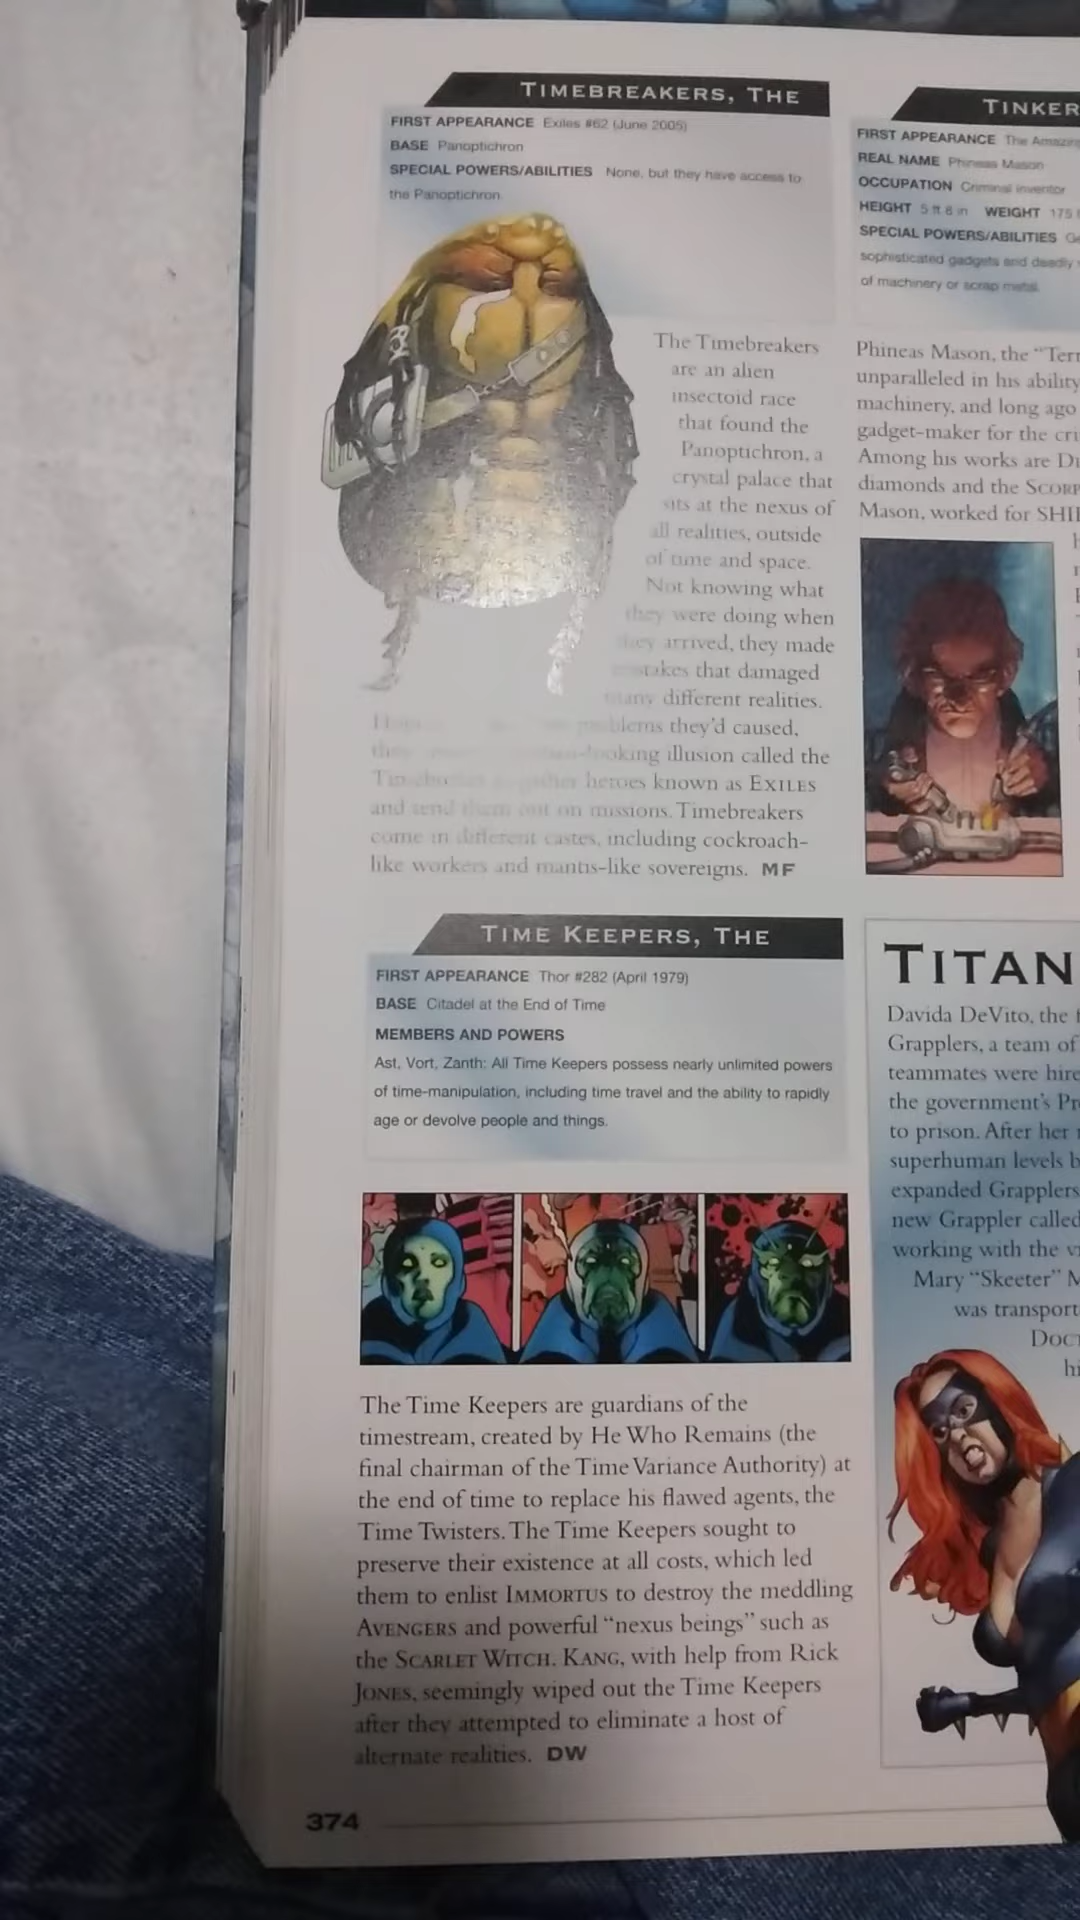 TIMEBREAKERS, THE
FIRST APPEARANCE Exiles #62 (June 2005)
BASE Panoptichron
SPECIAL POWERS/ABILITIES None, but they have access to
the Panoptichron.
The Timebreakers
are an alien
insectoid race
that found the
Panoptichron, a
crystal palace that
sits at the nexus of
all realities, outside
of time and space.
Not knowing what
they were doing when
they arrived, they made
mistakes that damaged
many different realities.
problems they'd caused,
they looking illusion called the
heroes known as EXILES
and send them out on missions. Timebreakers
come in different castes, including cockroach-
like workers and mantis-like sovereigns. MF
TIME KEEPERS, THE
FIRST APPEARANCE Thor #282 (April 1979)
BASE Citadel at the End of Time
MEMBERS AND POWERS
Ast, Vort, Zanth: All Time Keepers possess nearly unlimited powers
of time-manipulation, including time travel and the ability to rapidly
age or devolve people and things.
The Time Keepers are guardians of the
timestream, created by He Who Remains (the
final chairman of the Time Variance Authority) at
the end of time to replace his flawed agents, the
Time Twisters. The Time Keepers sought to
preserve their existence at all costs, which led
them to enlist IMMORTUS to destroy the meddling
AVENGERS and powerful "nexus beings" such as
the SCARLET WITCH. KANG, with help from Rick
JONES, seemingly wiped out the Time Keepers
after they attempted to eliminate a host of
alternate realities. DW
374
TINKER
FIRST APPEARANCE The Amazing
REAL NAME Phineas Mason
OCCUPATION Criminal inventor
HEIGHT 5 ft 8 in WEIGHT 175
SPECIAL POWERS/ABILITIES
sophisticated gadgets and deadly
of machinery or scrap metal.
Phineas Mason, the "Terr
unparalleled in his ability
machinery, and long ago
gadget-maker for the cri
Among his works are
diamonds and the SCORP
Mason, worked for SHI
TITAN
Davida DeVito, the f
Grapplers, a team of
teammates were hire
the government's Pr
to prison. After her
superhuman levels b
expanded Grapplers
new Grappler called
working with the
Mary "Skeeter" M
was transport
DOCT
hi